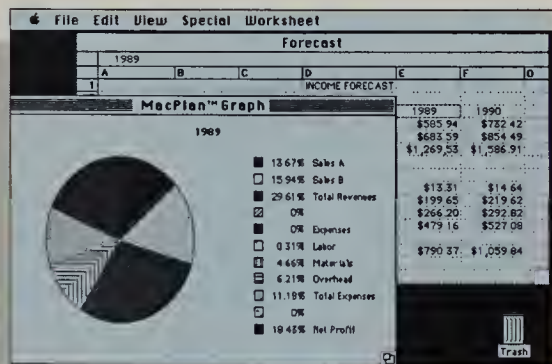 File Edit View Special Worksheet
Forecast
1989
A B C D E F
1 INCOME FORECAST
1989 1990
$585.94 $732.42
$683.59 $854.49
$1,269.53 $1,586.91
$13.31 $14.64
$199.65 $219.62
$266.20 $292.82
$479.16 $527.08
$790.37 $1,059.84
MacPlan™ Graph
1989
13.67% Sales A
15.94% Sales B
29.61% Total Revenues
0%
0% Expenses
0.31% Labor
4.66% Materials
6.21% Overhead
11.18% Total Expenses
0%
18.43% Net Profit
Trash